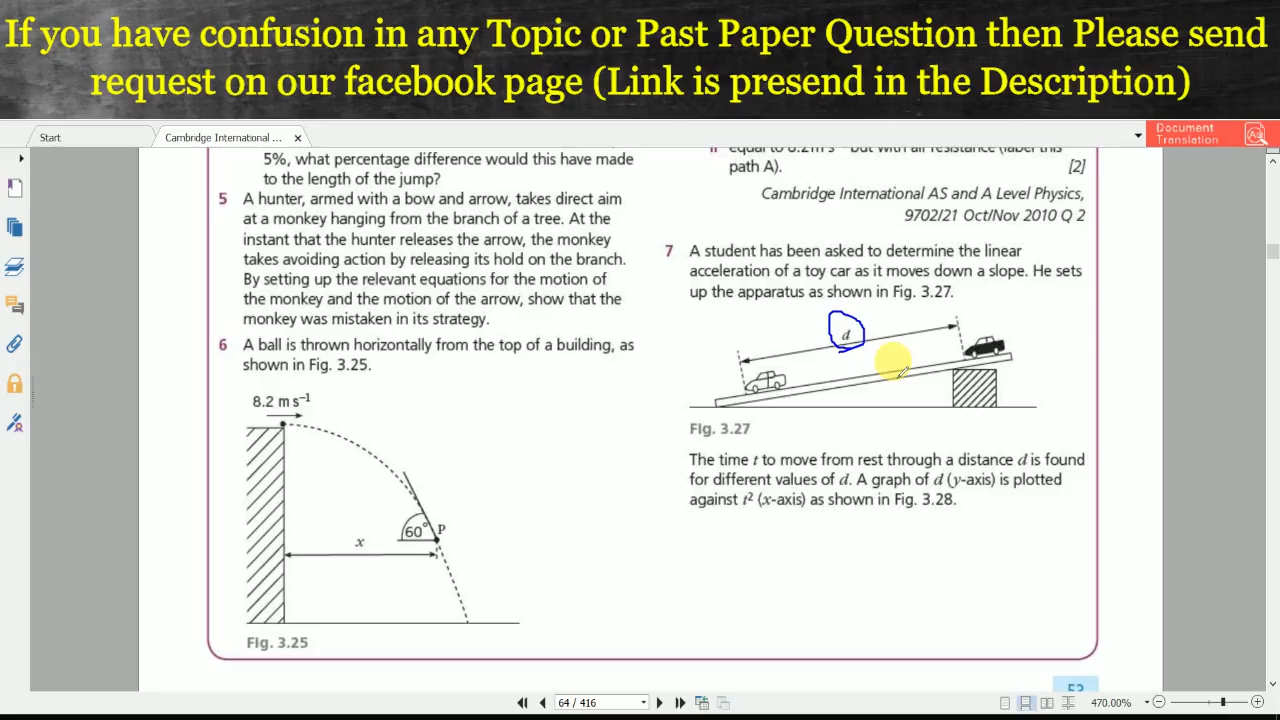 If you have confusion in any Topic or Past Paper Question then Please send
request on our facebook page (Link is presend in the Description)
Start
Cambridge International ...
Document
Translation
5%, what percentage difference would this have made
to the length of the jump?
5 A hunter, armed with a bow and arrow, takes direct aim
at a monkey hanging from the branch of a tree. At the
instant that the hunter releases the arrow, the monkey
takes avoiding action by releasing its hold on the branch.
By setting up the relevant equations for the motion of
the monkey and the motion of the arrow, show that the
monkey was mistaken in its strategy.
6 A ball is thrown horizontally from the top of a building, as
shown in Fig. 3.25.
8.2 m s⁻¹
60°
P
x
Fig. 3.25
path A). [2]
Cambridge International AS and A Level Physics,
9702/21 Oct/Nov 2010 Q 2
7 A student has been asked to determine the linear
acceleration of a toy car as it moves down a slope. He sets
up the apparatus as shown in Fig. 3.27.
d
Fig. 3.27
The time t to move from rest through a distance d is found
for different values of d. A graph of d (y-axis) is plotted
against t² (x-axis) as shown in Fig. 3.28.
64 / 416
470.00%